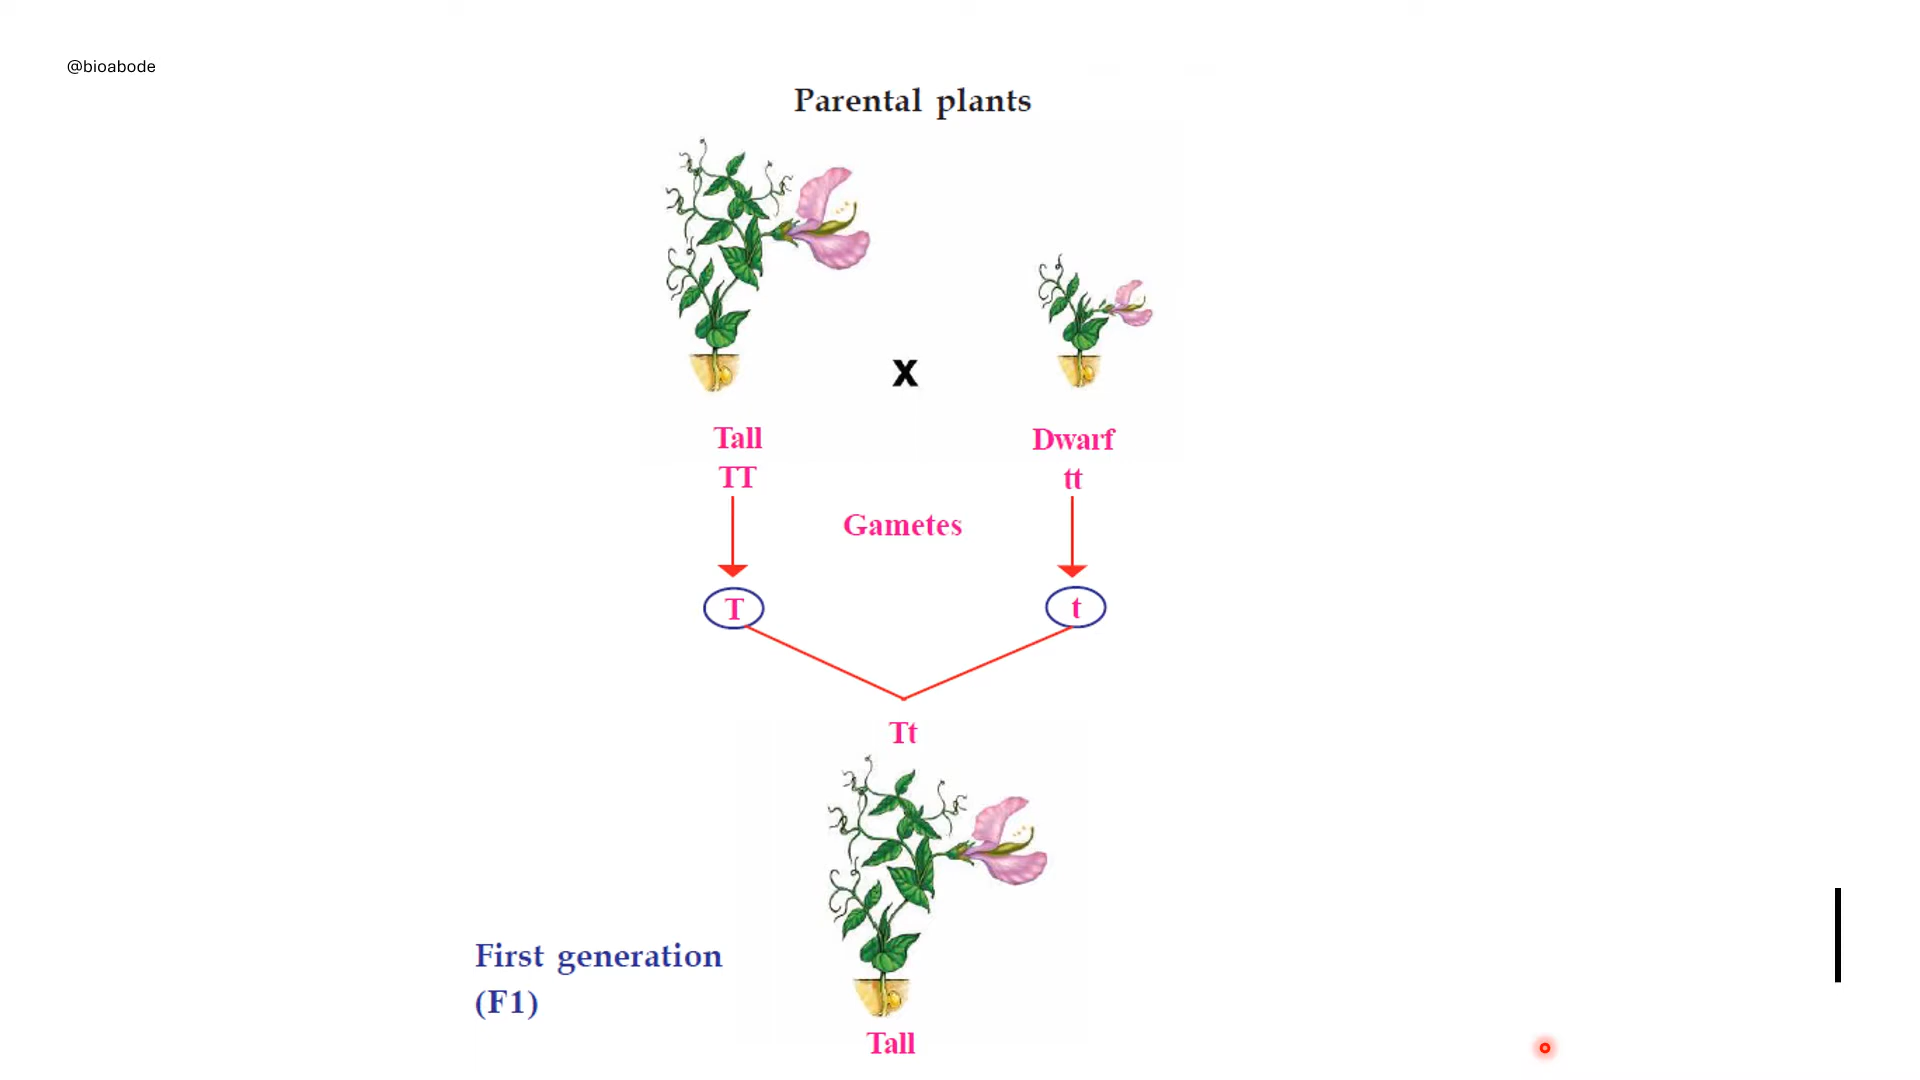 @bioabode
Parental plants
X
Tall
Dwarf
TT
tt
Gametes
T
t
Tt
First generation
(F1)
Tall